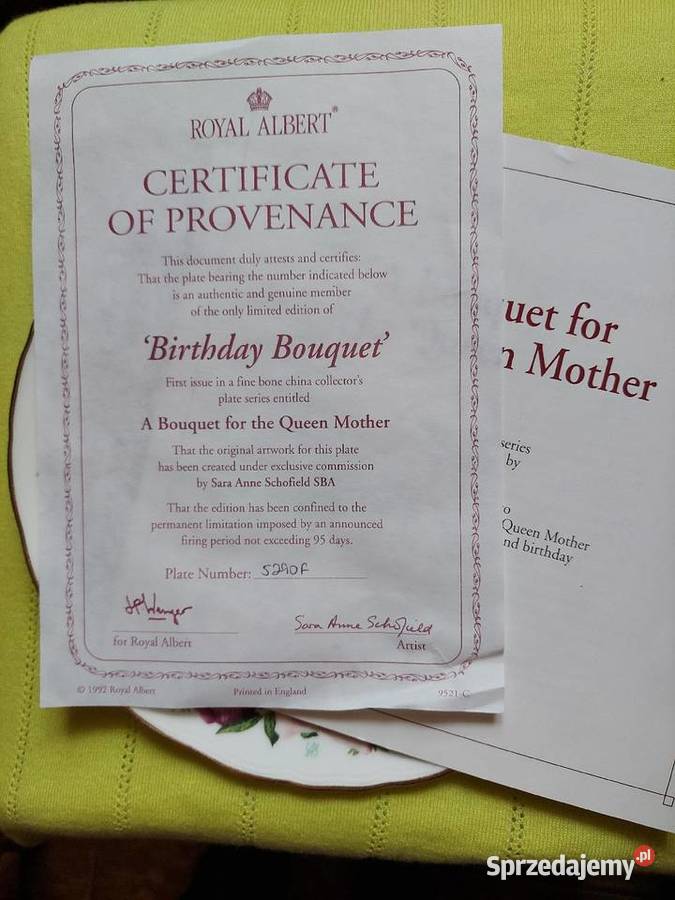 ROYAL ALBERT®
CERTIFICATE
OF PROVENANCE
This document duly attests and certifies:
That the plate bearing the number indicated below
is an authentic and genuine member
of the only limited edition of
‘Birthday Bouquet’
First issue in a fine bone china collector's
plate series entitled
A Bouquet for the Queen Mother
That the original artwork for this plate
has been created under exclusive commission
by Sara Anne Schofield SBA
That the edition has been confined to the
permanent limitation imposed by an announced
firing period not exceeding 95 days.
Plate Number: 5290F
Sara Anne Schofield
for Royal Albert
Artist
© 1992 Royal Albert
Printed in England
9521-C
uet for
n Mother
series
by
o
Queen Mother
nd birthday
Sprzedajemy.pl